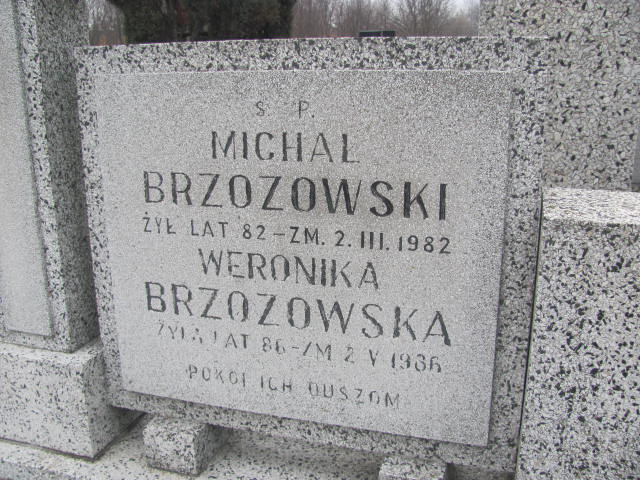 Ś. P.
MICHAŁ
BRZOZOWSKI
ŻYŁ LAT 82-ZM. 2. III. 1982
WERONIKA
BRZOZOWSKA
ŻYŁA LAT 86-ZM 2 V 1986
POKÓJ ICH DUSZOM